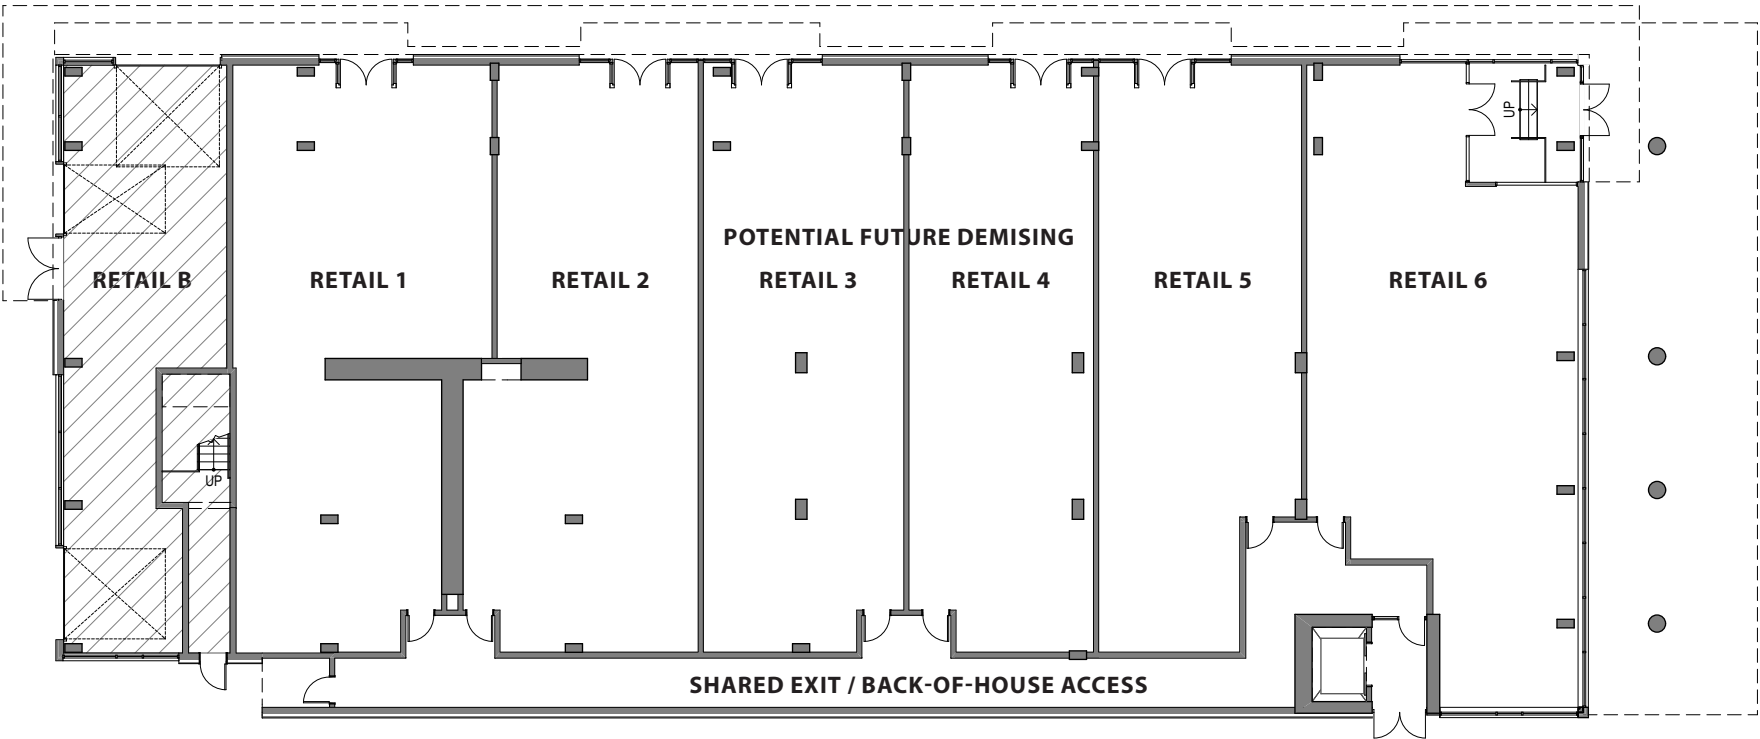 UP
POTENTIAL FUTURE DEMISING
RETAIL B
RETAIL 1
RETAIL 2
RETAIL 3
RETAIL 4
RETAIL 5
RETAIL 6
UP
SHARED EXIT / BACK-OF-HOUSE ACCESS